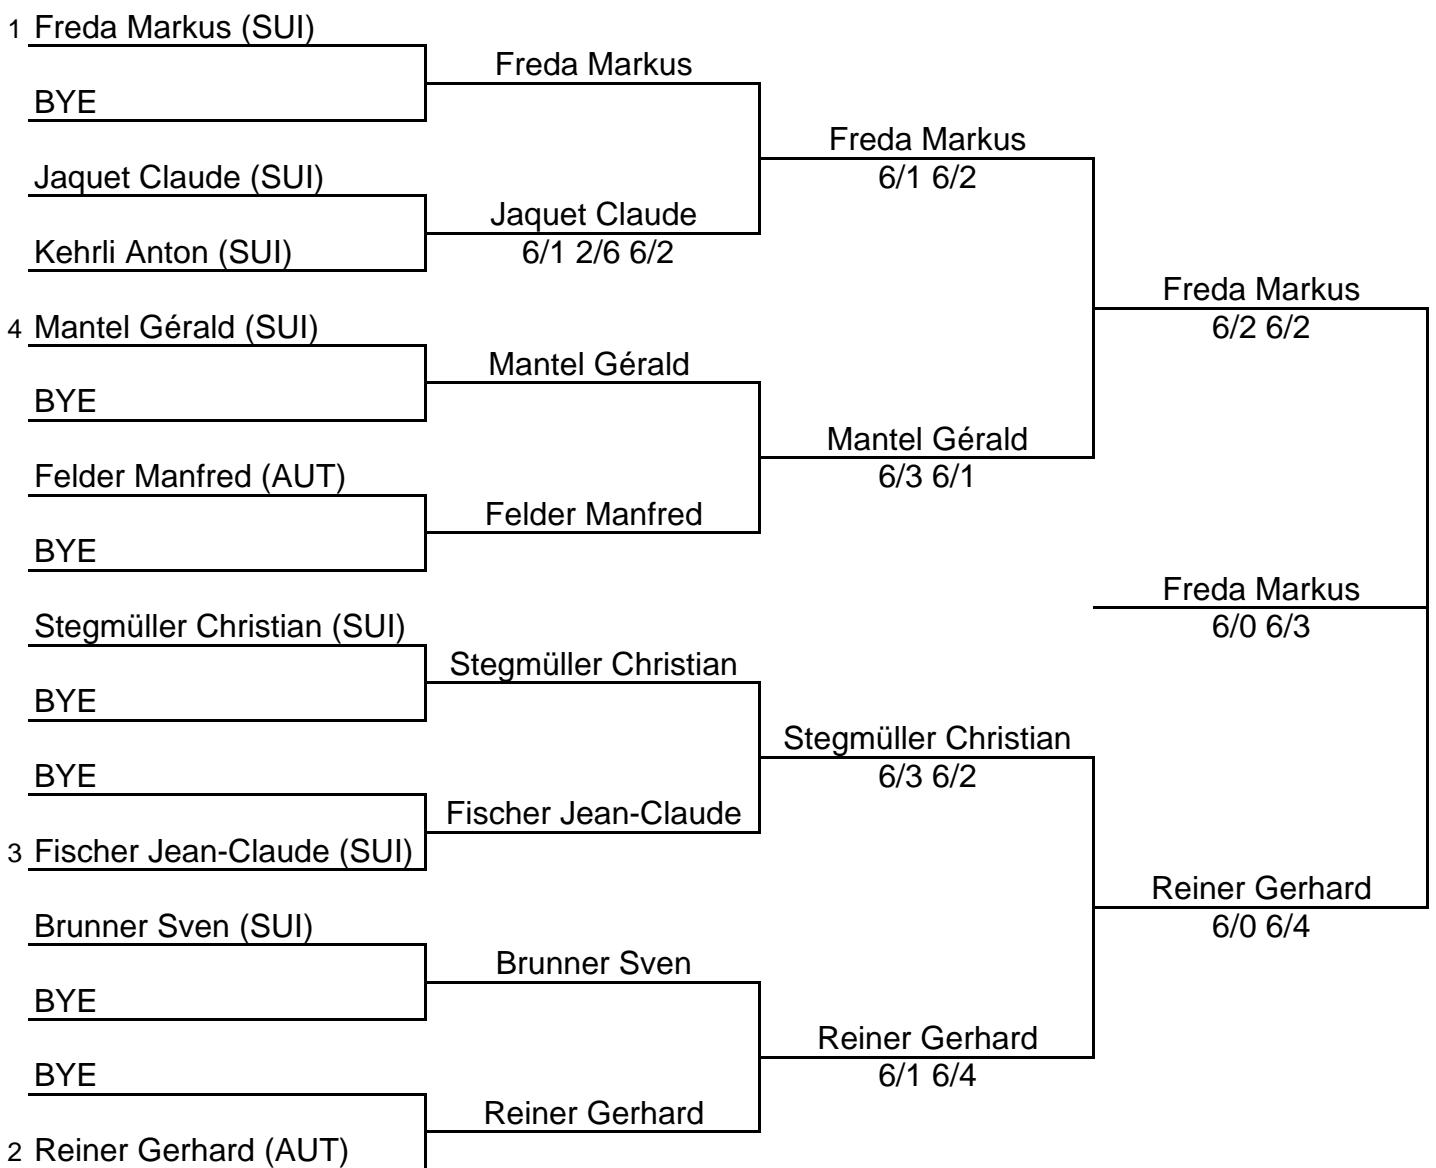 1 Freda Markus (SUI)
Freda Markus
BYE
Freda Markus
6/1 6/2
Jaquet Claude (SUI)
Jaquet Claude
6/1 2/6 6/2
Kehrli Anton (SUI)
Freda Markus
6/2 6/2
4 Mantel Gérald (SUI)
Mantel Gérald
BYE
Mantel Gérald
6/3 6/1
Felder Manfred (AUT)
Felder Manfred
BYE
Freda Markus
6/0 6/3
Stegmüller Christian (SUI)
Stegmüller Christian
BYE
Stegmüller Christian
6/3 6/2
BYE
Fischer Jean-Claude
3 Fischer Jean-Claude (SUI)
Reiner Gerhard
6/0 6/4
Brunner Sven (SUI)
Brunner Sven
BYE
Reiner Gerhard
6/1 6/4
BYE
Reiner Gerhard
2 Reiner Gerhard (AUT)